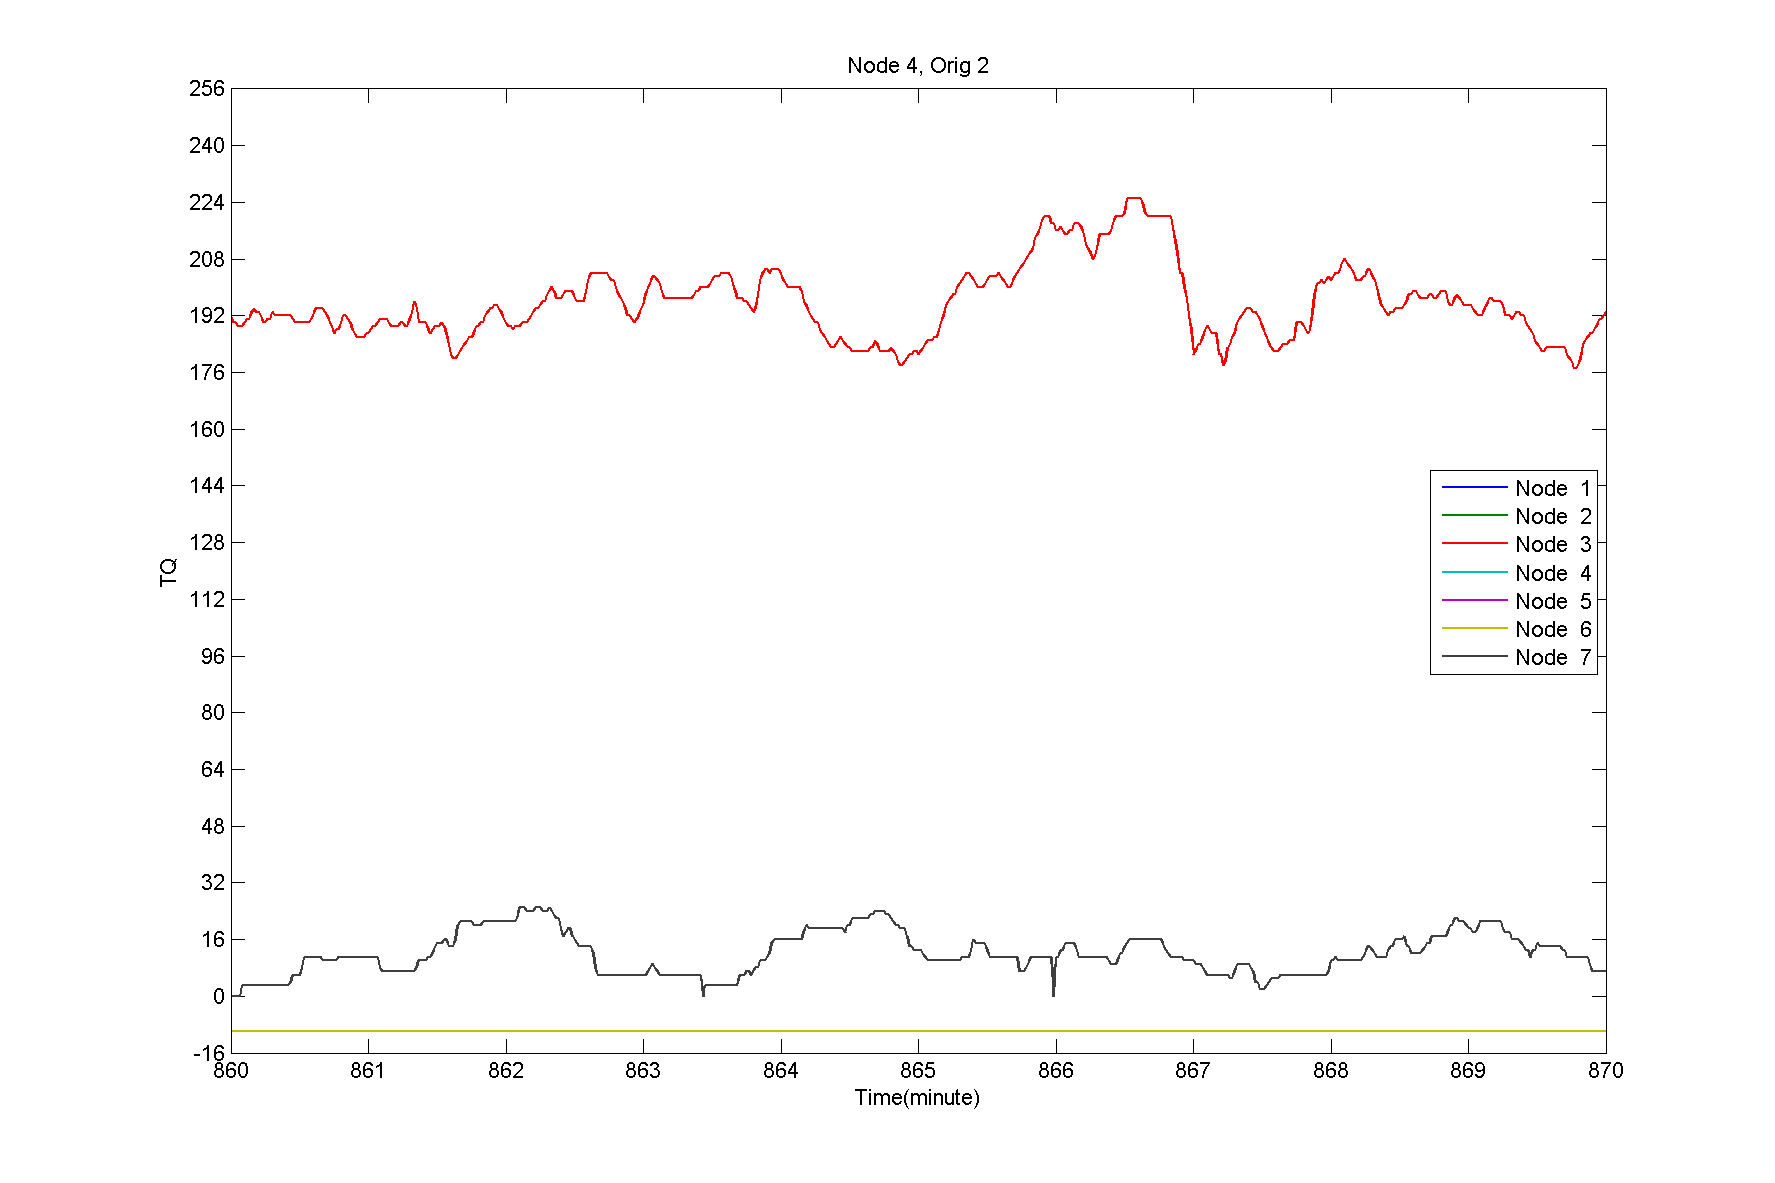 Node 4, Orig 2
256
240
224
208
192
176
160
144
128
112
96
80
64
48
32
16
0
-16
TQ
Node 1
Node 2
Node 3
Node 4
Node 5
Node 6
Node 7
860 861 862 863 864 865 866 867 868 869 870
Time(minute)